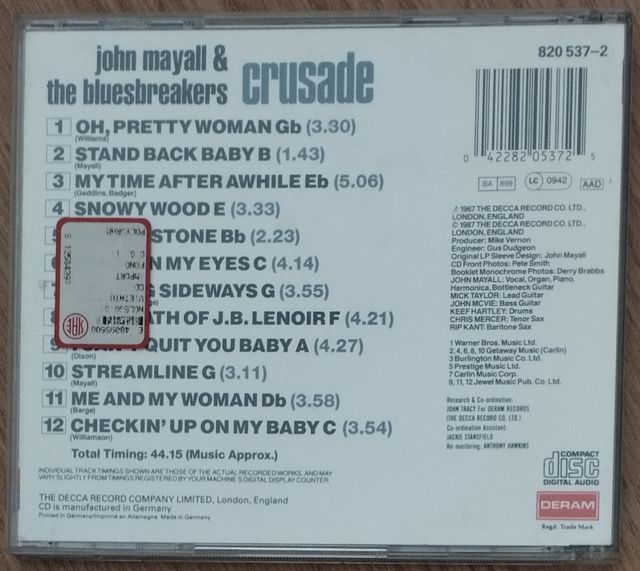 john mayall &
the bluesbreakers crusade
820 537-2
1 OH, PRETTY WOMAN Gb (3.30)
(Williams)
2 STAND BACK BABY B (1.43)
(Mayall)
3 MY TIME AFTER AWHILE Eb (5.06)
(Geddins, Badger)
4 SNOWY WOOD E (3.33)
STONE Bb (2.23)
N MY EYES C (4.14)
SIDEWAYS G (3.55)
ATH OF J.B. LENOIR F (4.21)
QUIT YOU BABY A (4.27)
(Dixon)
10 STREAMLINE G (3.11)
(Mayall)
11 ME AND MY WOMAN Db (3.58)
(Barge)
12 CHECKIN' UP ON MY BABY C (3.54)
(Williamson)
Total Timing: 44.15 (Music Approx.)
INDIVIDUAL TRACK TIMINGS SHOWN ARE THOSE OF THE ACTUAL RECORDED WORKS. AND MAY
VARY SLIGHTLY FROM TIMINGS REGISTERED BY YOUR MACHINE'S DIGITAL DISPLAY COUNTER
THE DECCA RECORD COMPANY LIMITED, London, England
CD is manufactured in Germany
Printed in Germany/Imprimé en Allemagne. Made in Germany
0 42282 05372 5
BA 899 LC 0942 AAD
℗ 1967 THE DECCA RECORD CO. LTD.,
LONDON, ENGLAND
© 1987 THE DECCA RECORD CO. LTD.,
LONDON, ENGLAND
Producer: Mike Vernon
Engineer: Gus Dudgeon
Original LP Sleeve Design: John Mayall
CD Front Photos: Pete Smith
Booklet Monochrome Photos: Derry Brabbs
JOHN MAYALL: Vocal, Organ, Piano,
Harmonica, Bottleneck Guitar
MICK TAYLOR: Lead Guitar
JOHN MCVIE: Bass Guitar
KEEF HARTLEY: Drums
CHRIS MERCER: Tenor Sax
RIP KANT: Baritone Sax
1 Warner Bros. Music Ltd.
2, 4, 6, 8, 10 Getaway Music (Carlin)
3 Burlington Music Co. Ltd.
5 Prestige Music Ltd.
7 Carlin Music Corp.
9, 11, 12 Jewel Music Pub. Co. Ltd.
Research & Co-ordination:
JOHN TRACY For DERAM RECORDS
(THE DECCA RECORD CO. LTD.)
Co-ordination Assistant:
JACKIE STANSFIELD
Re-mastering: ANTHONY HAWKINS
COMPACT
disc
DIGITAL AUDIO
DERAM
Regd. Trade Mark